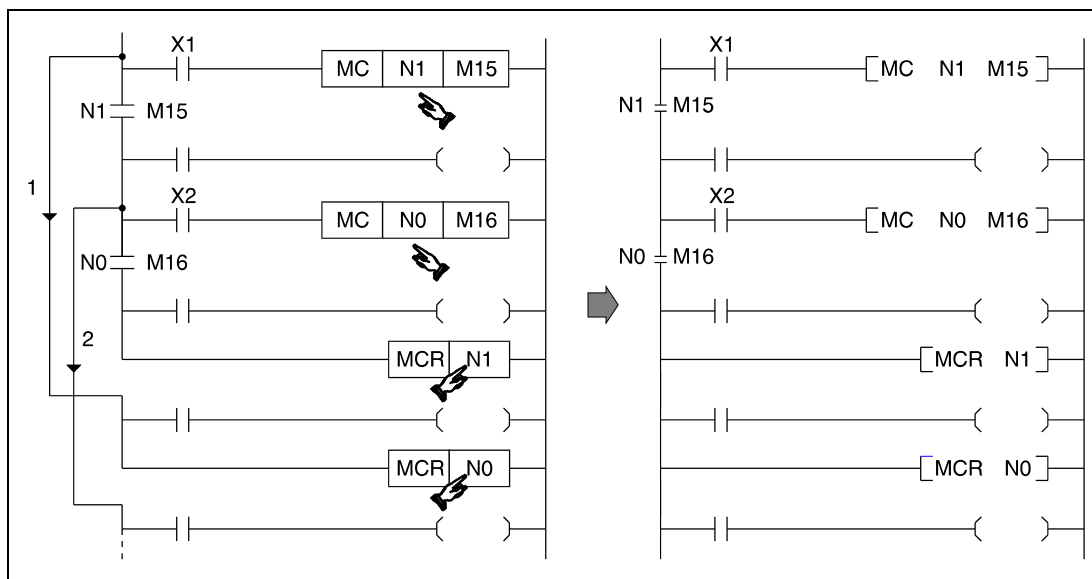 X1
MC N1 M15
N1 M15
1
X2
MC N0 M16
N0 M16
2
MCR N1
MCR N0
X1
MC N1 M15
N1 M15
X2
MC N0 M16
N0 M16
MCR N1
MCR N0